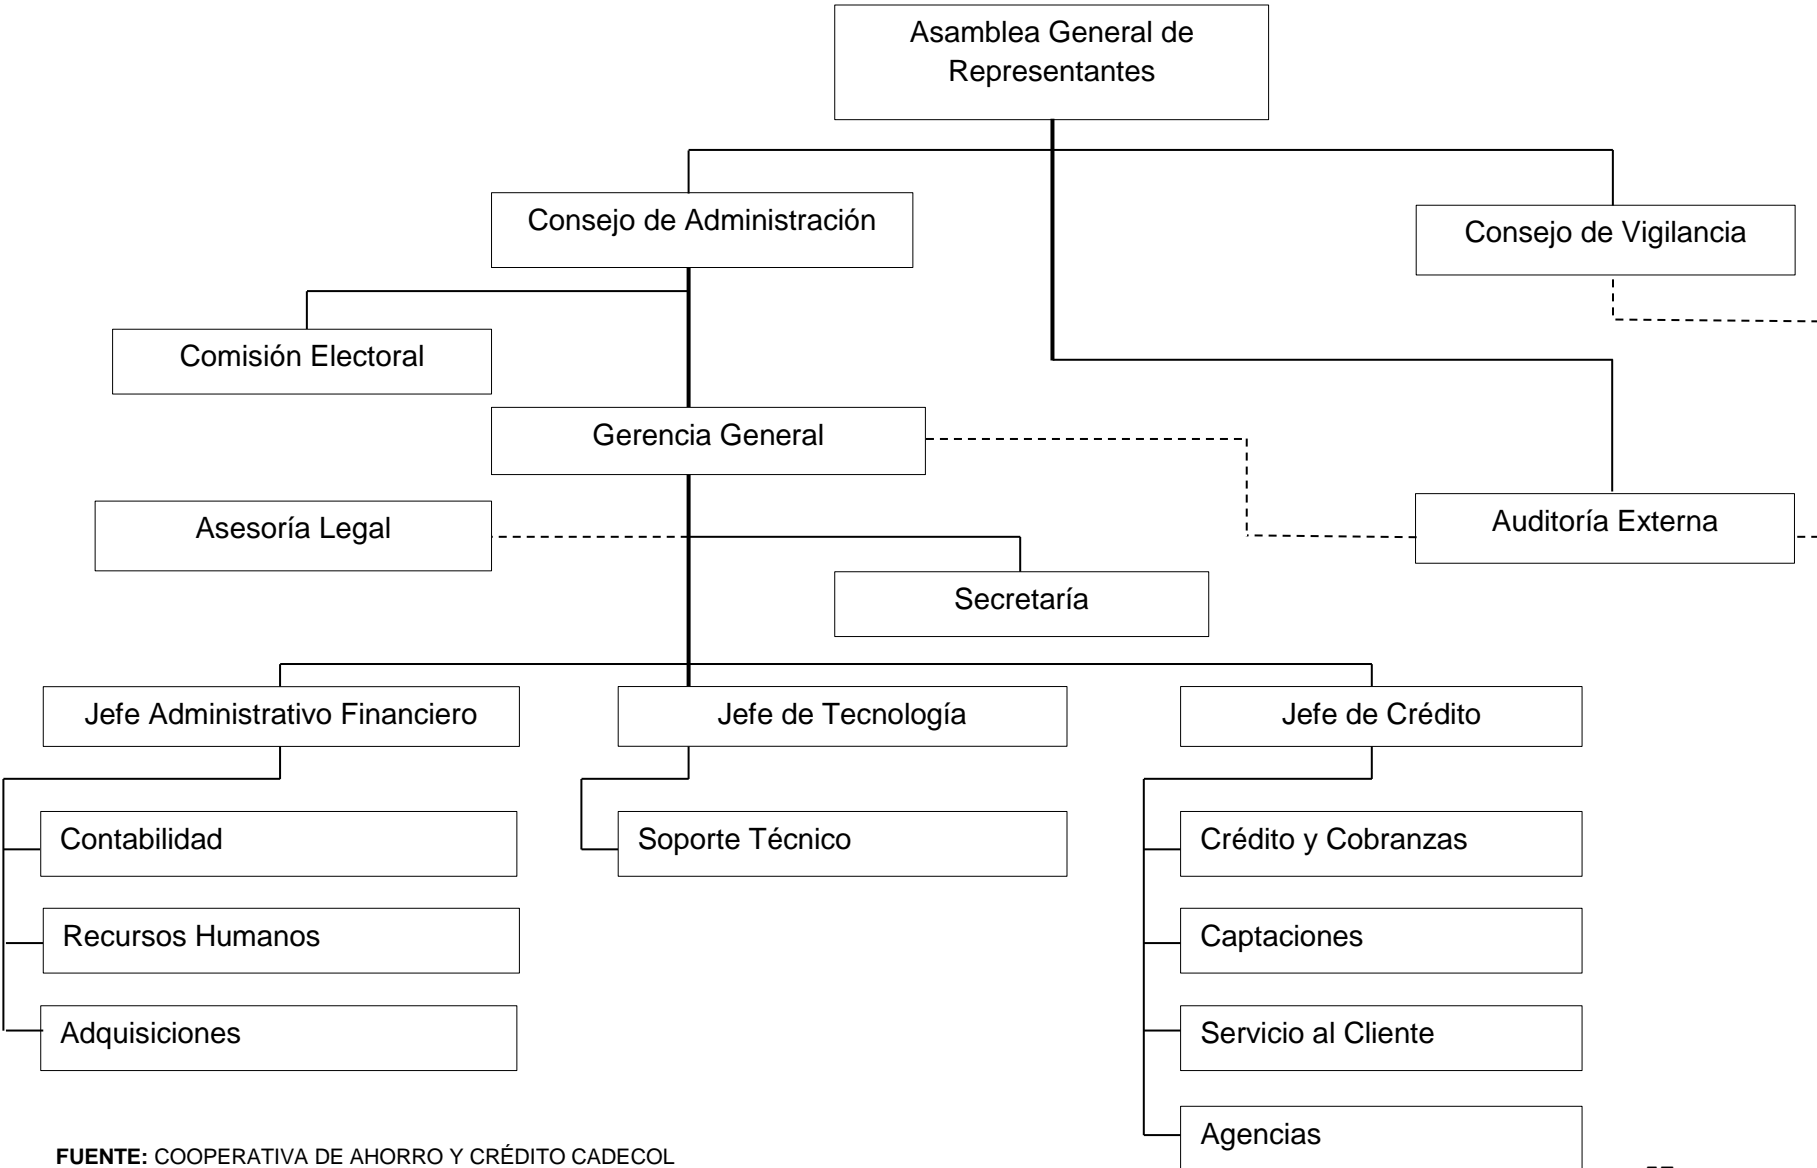 Asamblea General de
Representantes
Consejo de Administración
Consejo de Vigilancia
Comisión Electoral
Gerencia General
Asesoría Legal
Auditoría Externa
Secretaría
Jefe Administrativo Financiero
Jefe de Tecnología
Jefe de Crédito
Contabilidad
Soporte Técnico
Crédito y Cobranzas
Recursos Humanos
Captaciones
Adquisiciones
Servicio al Cliente
Agencias
FUENTE: COOPERATIVA DE AHORRO Y CRÉDITO CADECOL